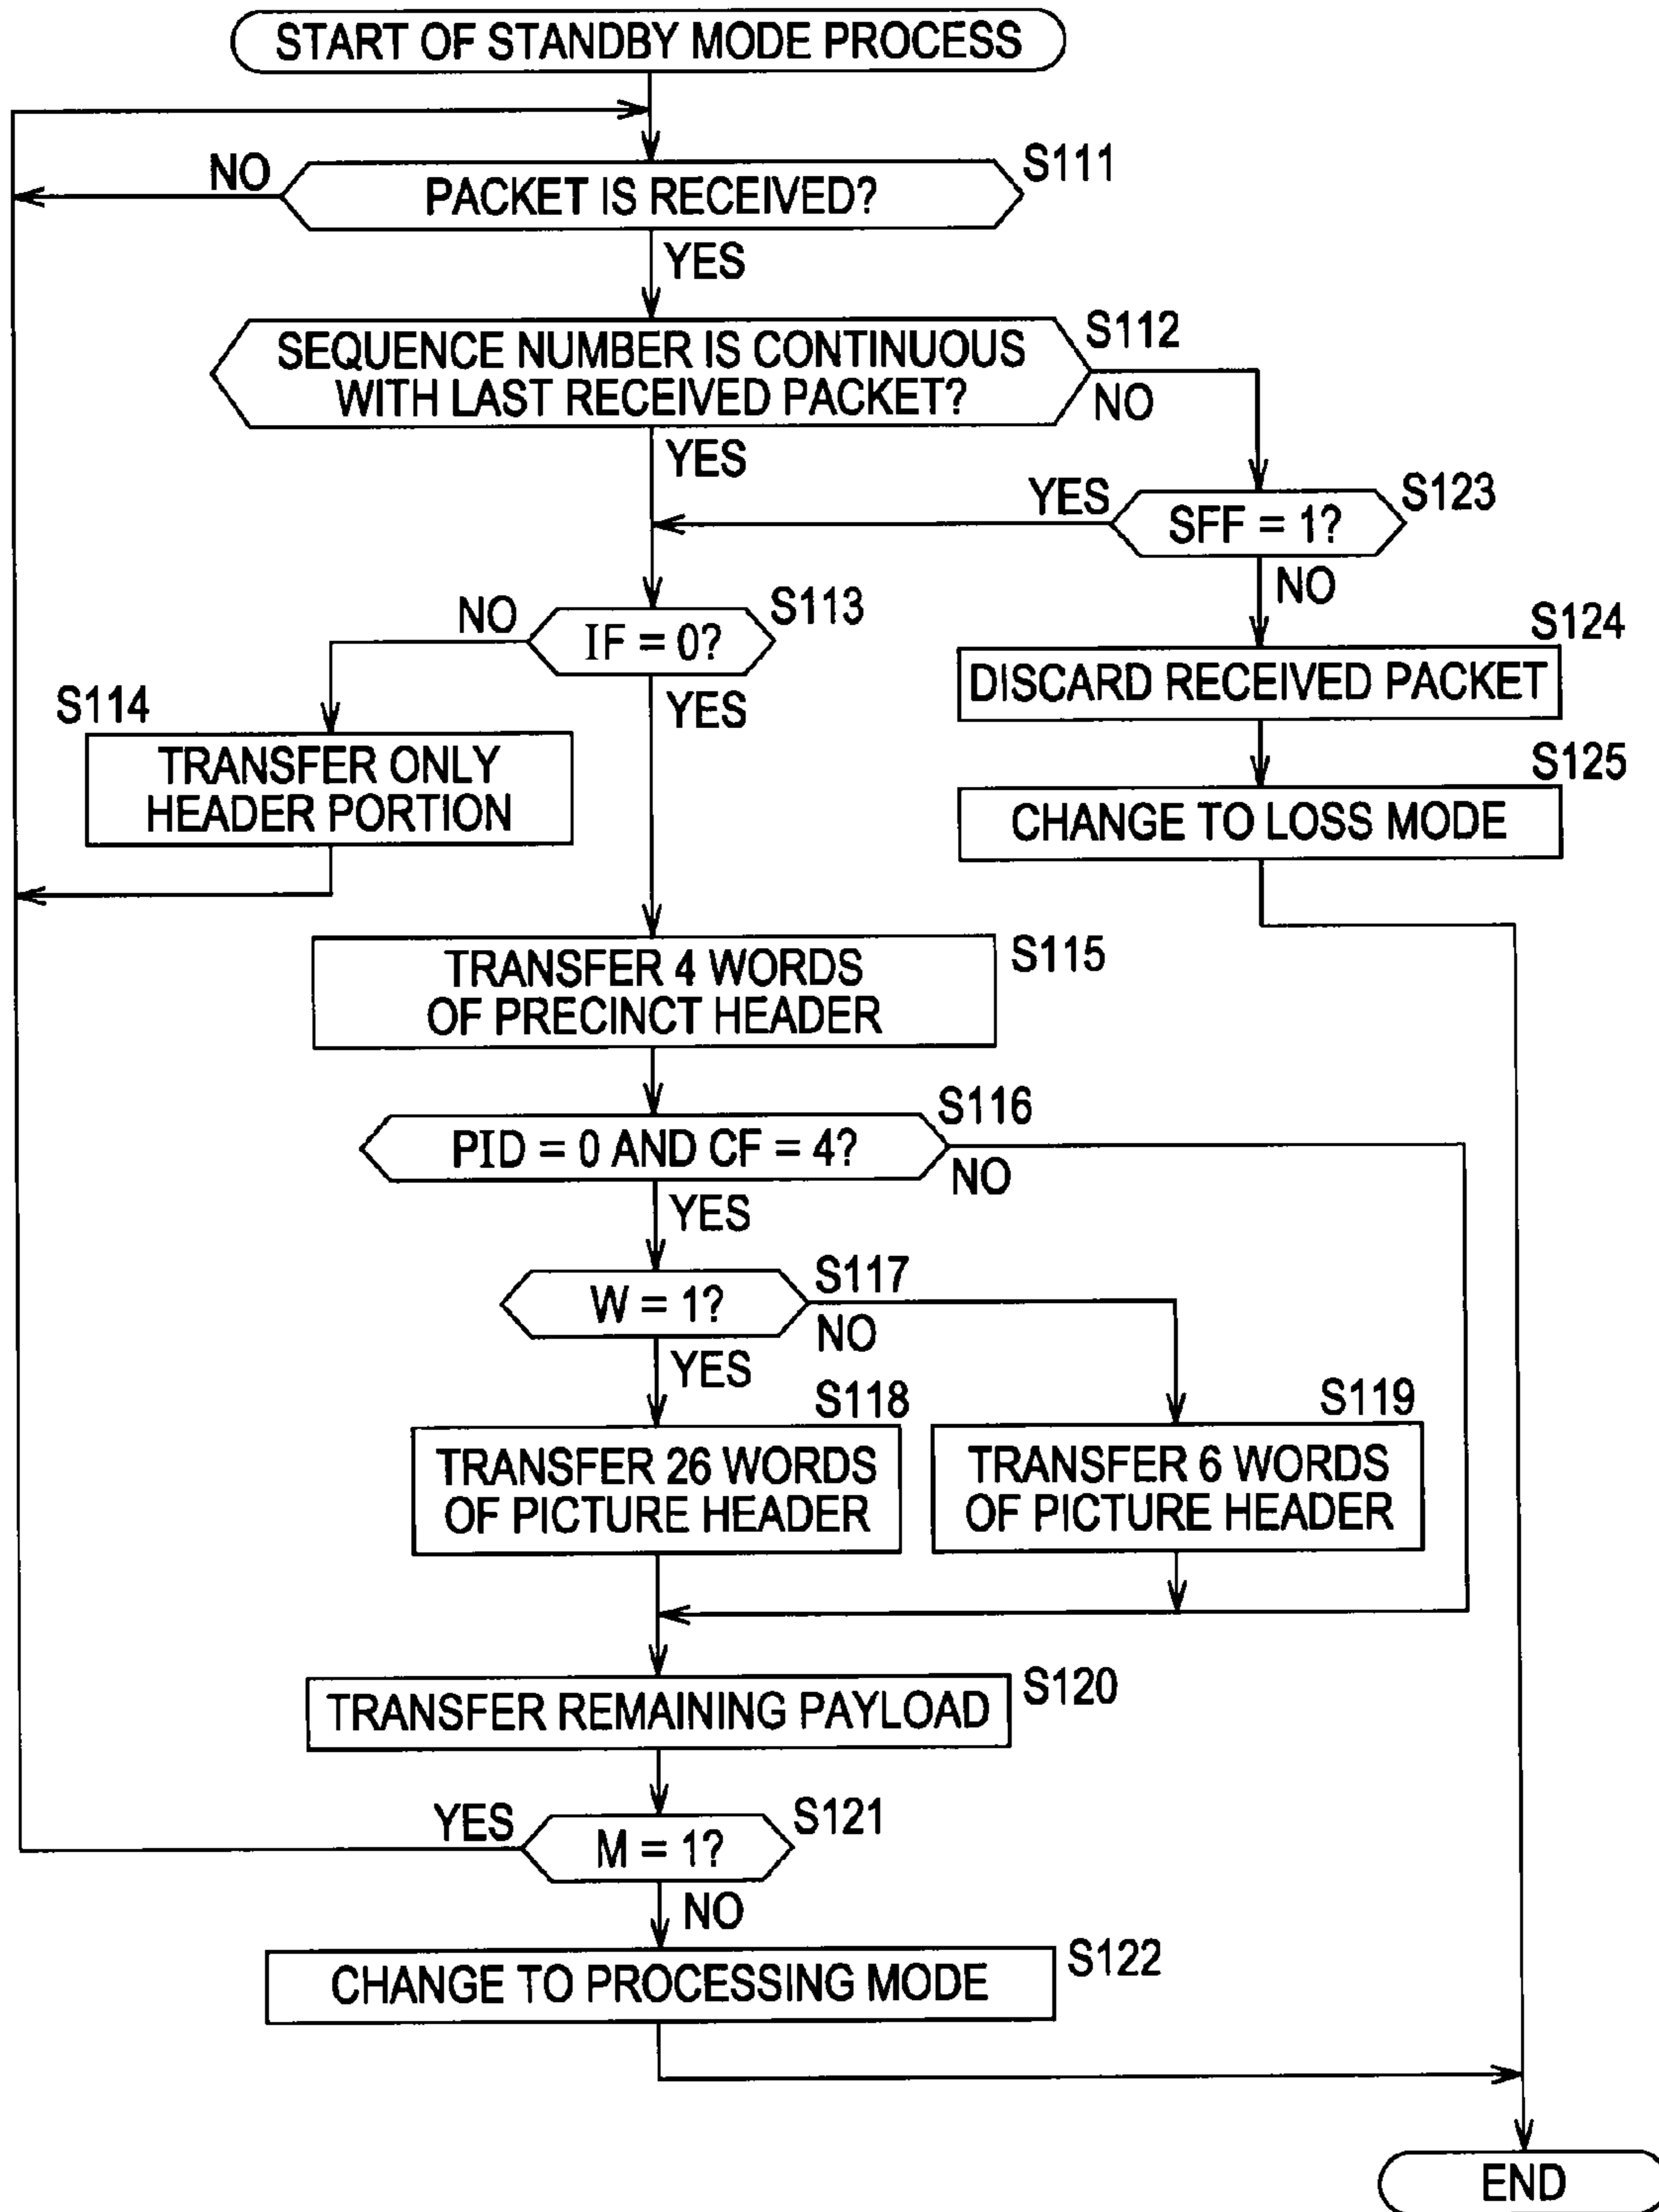 START OF STANDBY MODE PROCESS
NO
PACKET IS RECEIVED?
S111
YES
SEQUENCE NUMBER IS CONTINUOUS
WITH LAST RECEIVED PACKET?
S112
NO
YES
YES
SFF = 1?
S123
NO
NO
IF = 0?
S113
YES
S124
DISCARD RECEIVED PACKET
S114
TRANSFER ONLY
HEADER PORTION
S125
CHANGE TO LOSS MODE
TRANSFER 4 WORDS
OF PRECINCT HEADER
S115
PID = 0 AND CF = 4?
S116
NO
YES
W = 1?
S117
NO
YES
S118
TRANSFER 26 WORDS
OF PICTURE HEADER
S119
TRANSFER 6 WORDS
OF PICTURE HEADER
TRANSFER REMAINING PAYLOAD
S120
YES
M = 1?
S121
NO
CHANGE TO PROCESSING MODE
S122
END